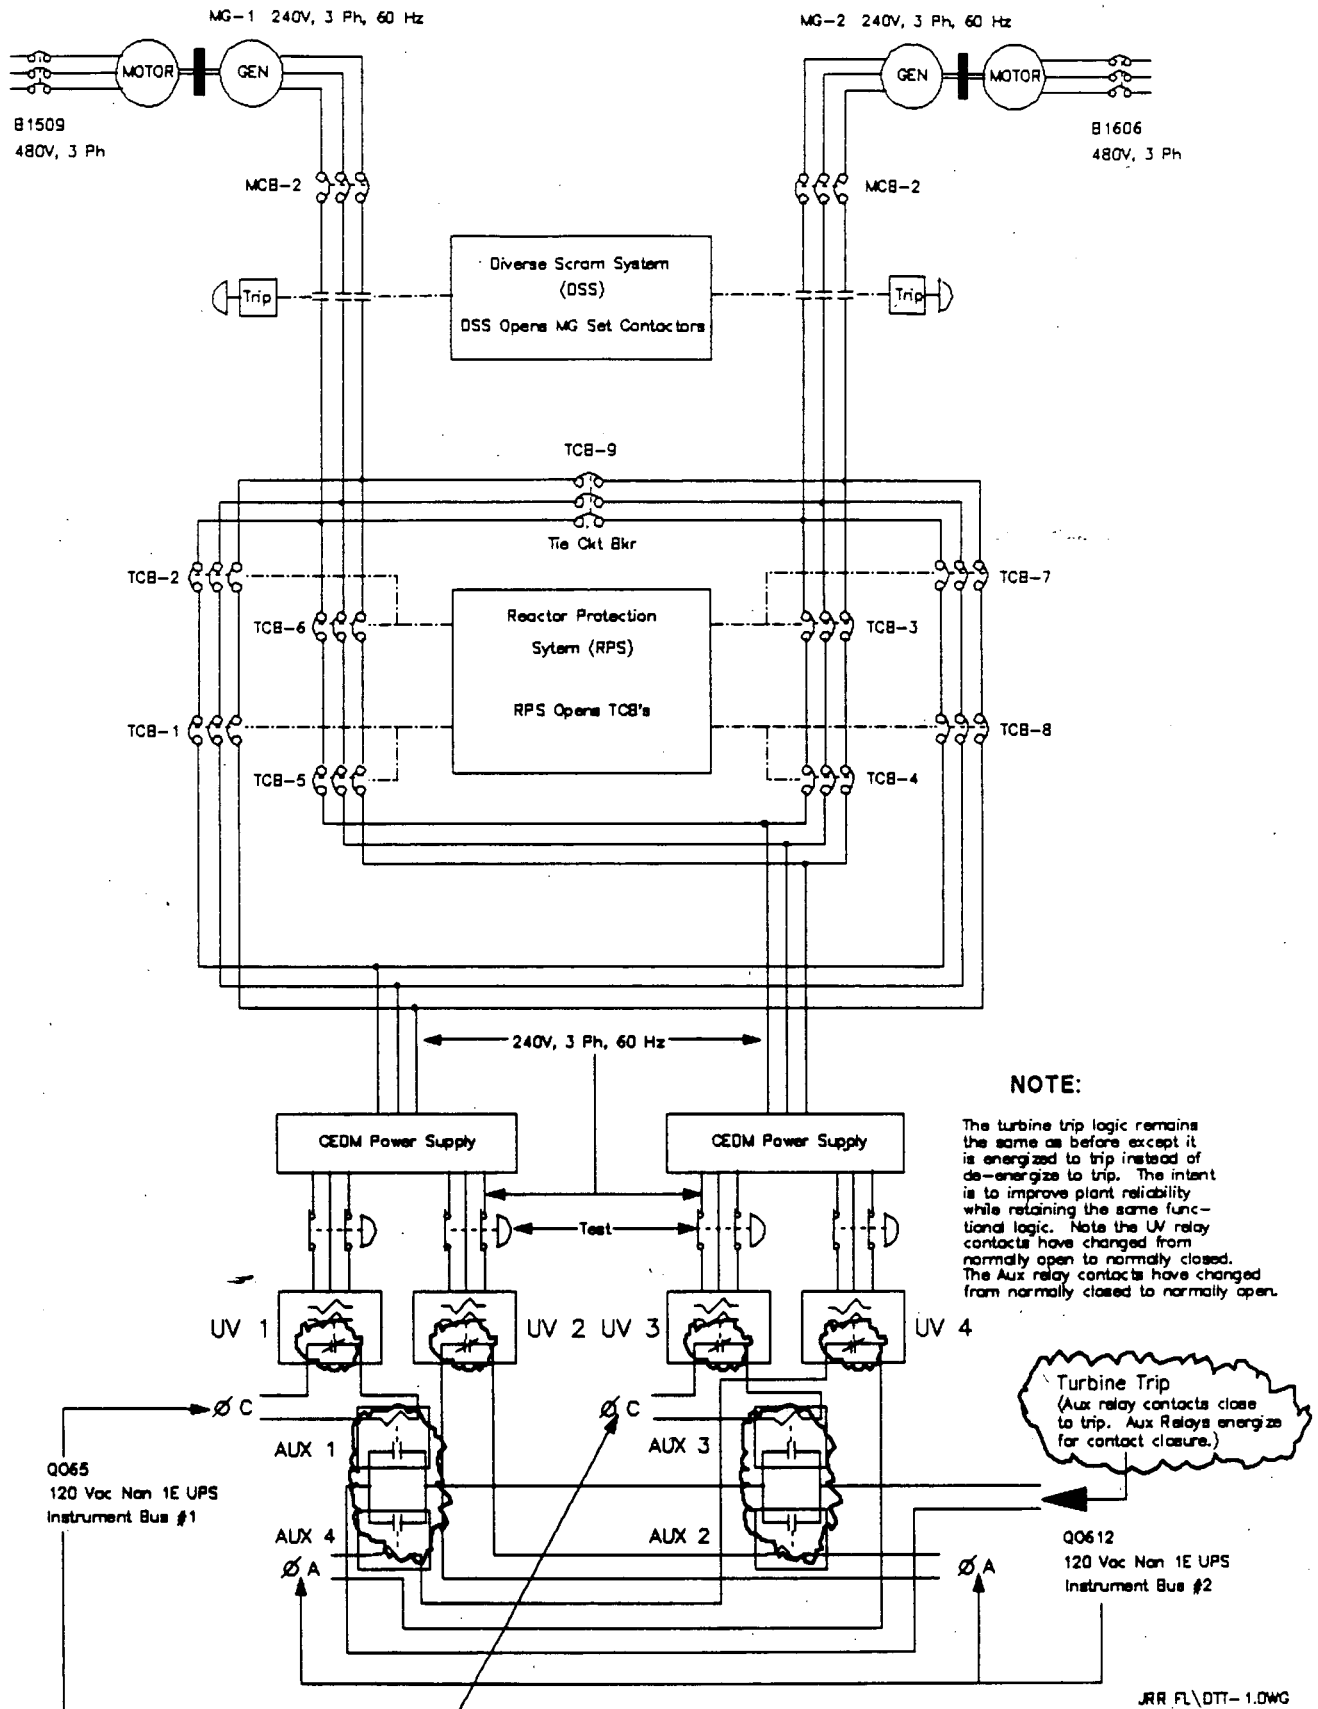 MG-1 240V, 3 Ph, 60 Hz
MG-2 240V, 3 Ph, 60 Hz
MOTOR
GEN
GEN
MOTOR
B1509
480V, 3 Ph
B1606
480V, 3 Ph
MCB-2
MCB-2
Diverse Scram System
(DSS)
DSS Opens MG Set Contactors
Trip
Trip
TCB-9
Tie Ckt Bkr
TCB-2
TCB-7
TCB-6
TCB-3
Reactor Protection
Sytem (RPS)
RPS Opens TCB's
TCB-1
TCB-8
TCB-5
TCB-4
240V, 3 Ph, 60 Hz
NOTE:
The turbine trip logic remains
the same as before except it
is energized to trip instead of
de-energize to trip. The intent
is to improve plant reliability
while retaining the same func-
tional logic. Note the UV relay
contacts have changed from
normally open to normally closed.
The Aux relay contacts have changed
from normally closed to normally open.
CEDM Power Supply
CEDM Power Supply
Test
UV 1
UV 2
UV 3
UV 4
Turbine Trip
(Aux relay contacts close
to trip. Aux Relays energize
for contact closure.)
Ø C
Ø C
AUX 1
AUX 3
Q065
120 Vac Non 1E UPS
Instrument Bus #1
AUX 4
AUX 2
Ø A
Ø A
Q0612
120 Vac Non 1E UPS
Instrument Bus #2
JRR FL\DTT-1.DWG